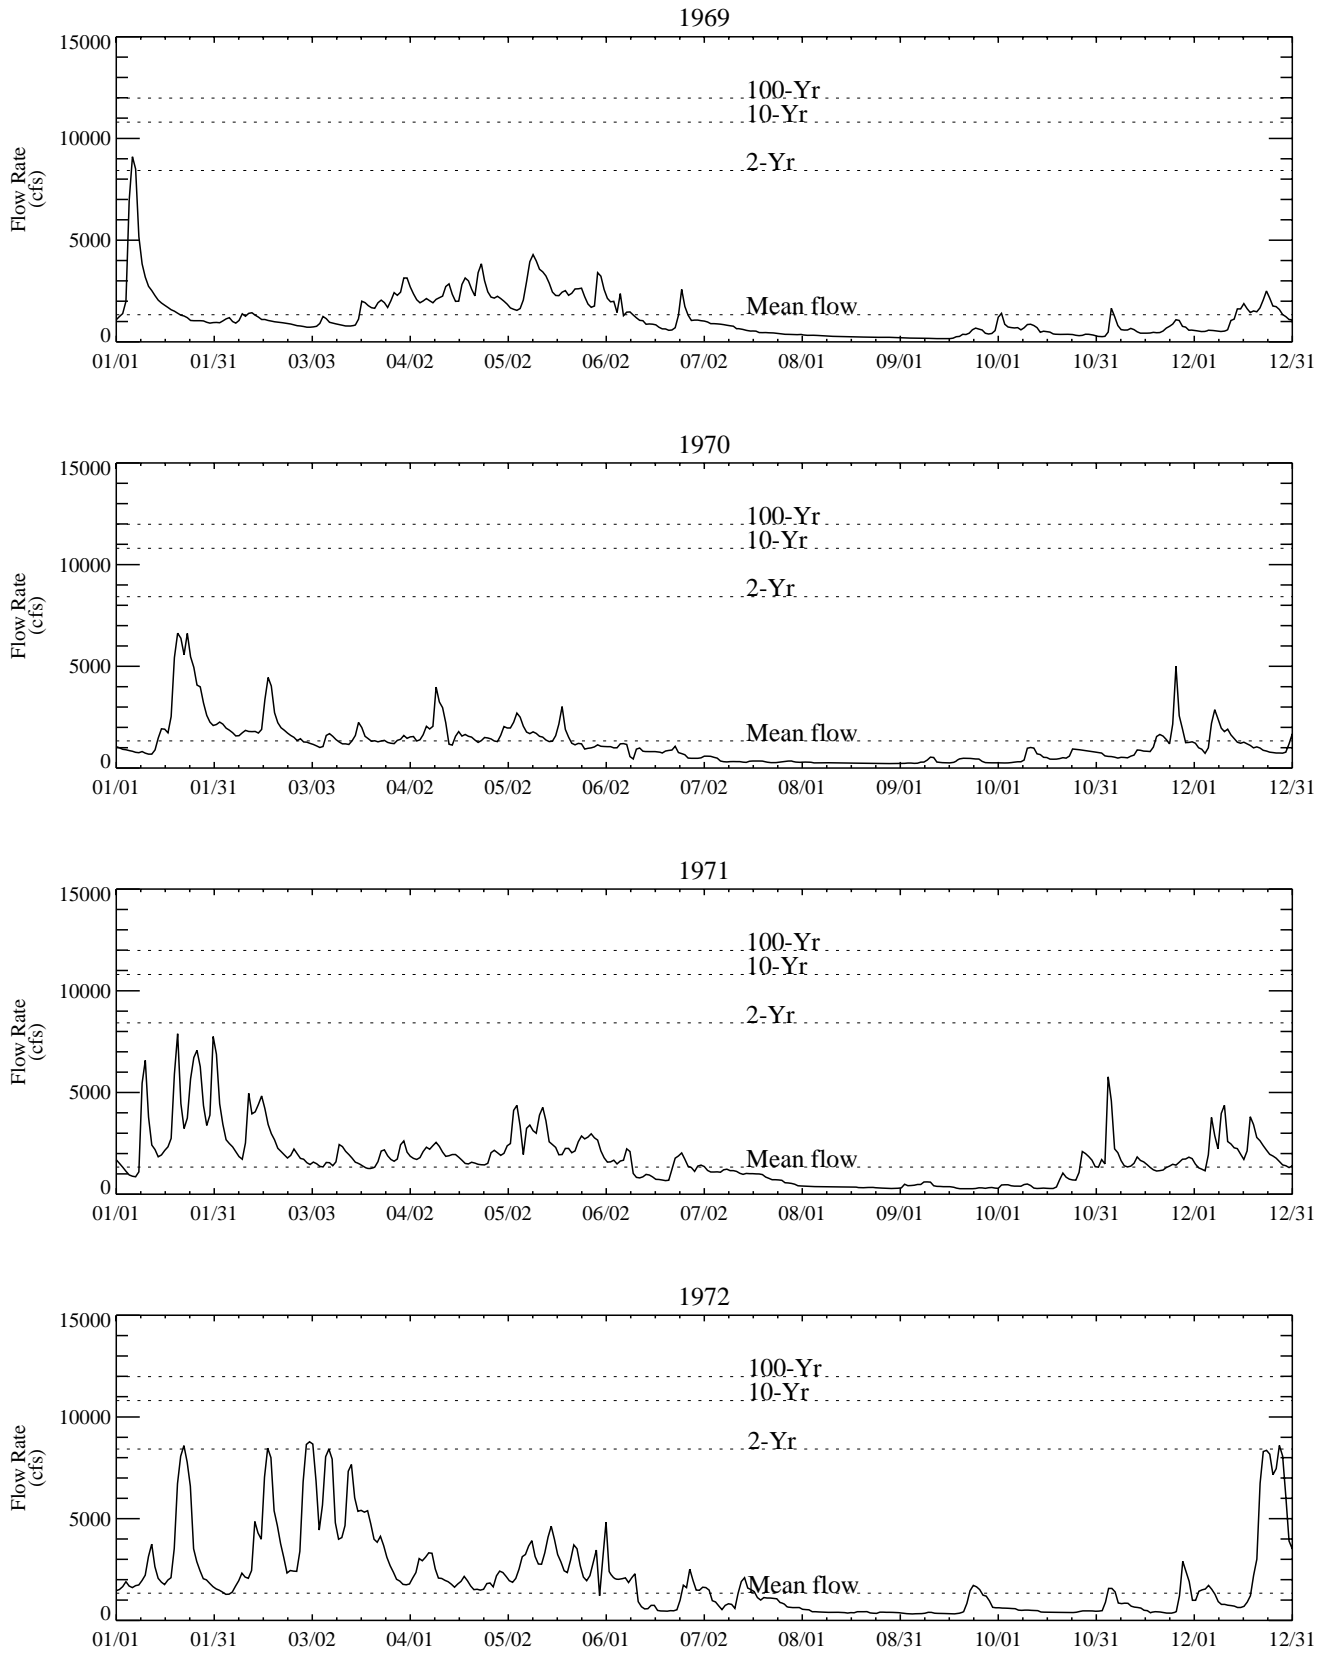 1969
15000
10000
5000
0
Flow Rate
(cfs)
100-Yr
10-Yr
2-Yr
Mean flow
01/01 01/31 03/03 04/02 05/02 06/02 07/02 08/01 09/01 10/01 10/31 12/01 12/31
1970
15000
10000
5000
0
Flow Rate
(cfs)
100-Yr
10-Yr
2-Yr
Mean flow
01/01 01/31 03/03 04/02 05/02 06/02 07/02 08/01 09/01 10/01 10/31 12/01 12/31
1971
15000
10000
5000
0
Flow Rate
(cfs)
100-Yr
10-Yr
2-Yr
Mean flow
01/01 01/31 03/03 04/02 05/02 06/02 07/02 08/01 09/01 10/01 10/31 12/01 12/31
1972
15000
10000
5000
0
Flow Rate
(cfs)
100-Yr
10-Yr
2-Yr
Mean flow
01/01 01/31 03/02 04/01 05/02 06/01 07/02 08/01 08/31 10/01 10/31 12/01 12/31